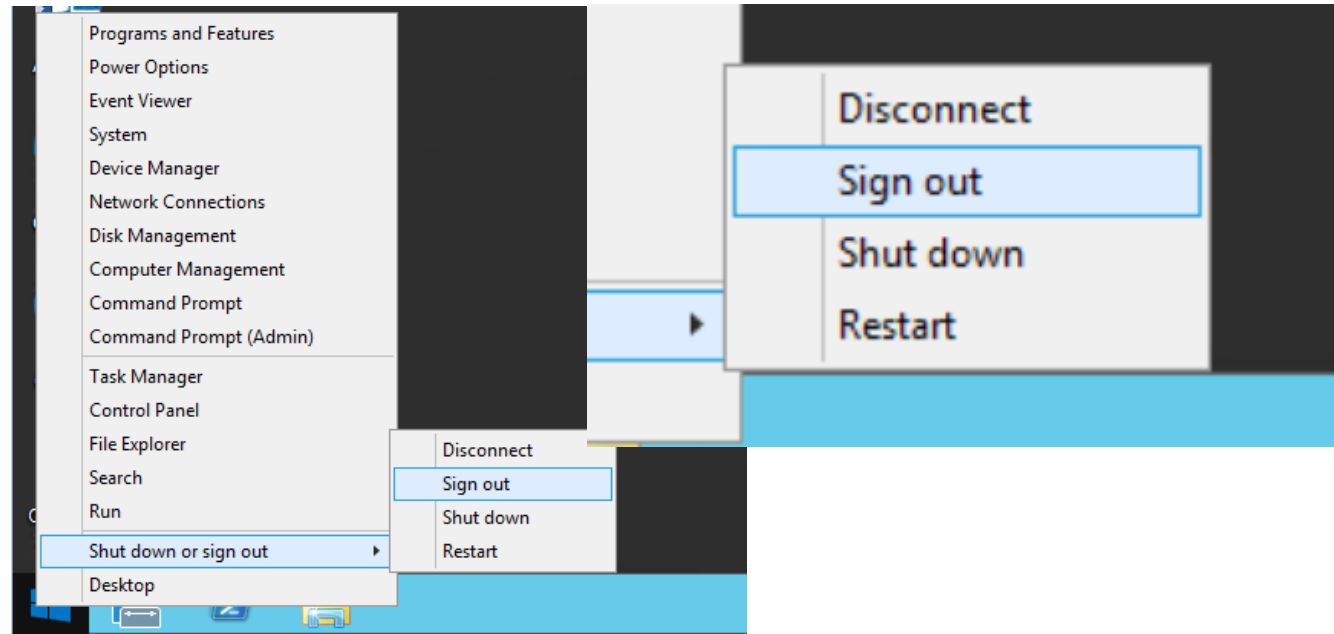 Programs and Features
Power Options
Event Viewer
System
Device Manager
Network Connections
Disk Management
Computer Management
Command Prompt
Command Prompt (Admin)
Task Manager
Control Panel
File Explorer
Search
Run
Shut down or sign out
Desktop
Disconnect
Sign out
Shut down
Restart
Disconnect
Sign out
Shut down
Restart